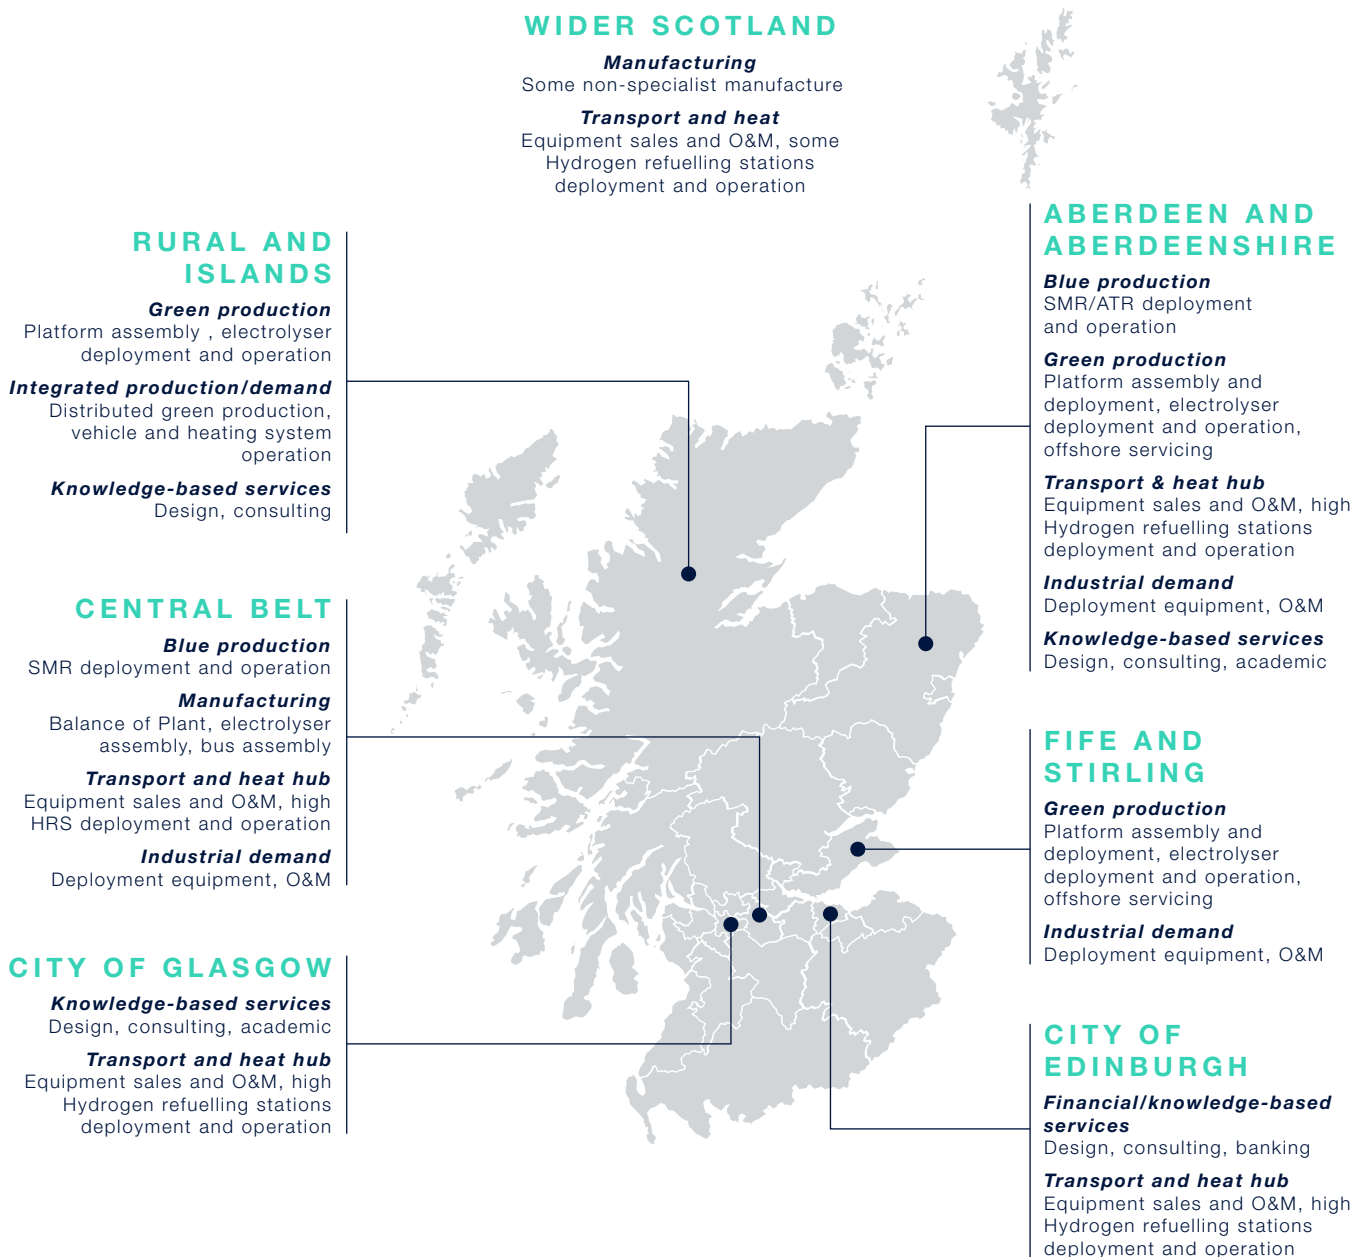 WIDER SCOTLAND
Manufacturing
Some non-specialist manufacture
Transport and heat
Equipment sales and O&M, some
Hydrogen refuelling stations
deployment and operation
RURAL AND
ISLANDS
Green production
Platform assembly , electrolyser
deployment and operation
Integrated production/demand
Distributed green production,
vehicle and heating system
operation
Knowledge-based services
Design, consulting
CENTRAL BELT
Blue production
SMR deployment and operation
Manufacturing
Balance of Plant, electrolyser
assembly, bus assembly
Transport and heat hub
Equipment sales and O&M, high
HRS deployment and operation
Industrial demand
Deployment equipment, O&M
CITY OF GLASGOW
Knowledge-based services
Design, consulting, academic
Transport and heat hub
Equipment sales and O&M, high
Hydrogen refuelling stations
deployment and operation
ABERDEEN AND
ABERDEENSHIRE
Blue production
SMR/ATR deployment
and operation
Green production
Platform assembly and
deployment, electrolyser
deployment and operation,
offshore servicing
Transport & heat hub
Equipment sales and O&M, high
Hydrogen refuelling stations
deployment and operation
Industrial demand
Deployment equipment, O&M
Knowledge-based services
Design, consulting, academic
FIFE AND
STIRLING
Green production
Platform assembly and
deployment, electrolyser
deployment and operation,
offshore servicing
Industrial demand
Deployment equipment, O&M
CITY OF
EDINBURGH
Financial/knowledge-based
services
Design, consulting, banking
Transport and heat hub
Equipment sales and O&M, high
Hydrogen refuelling stations
deployment and operation